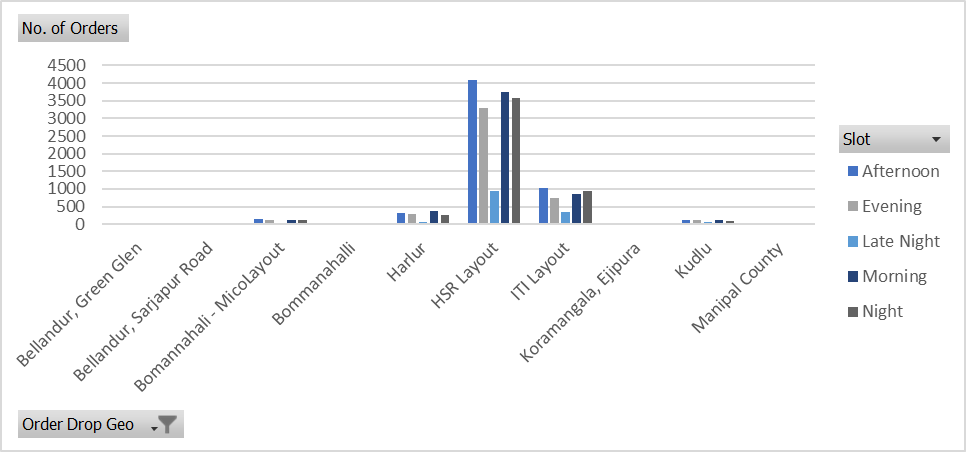 No. of Orders
4500
4000
3500
3000
2500
2000
1500
1000
500
0
Bellandur, Green Glen
Bellandur, Sarjapur Road
Bomannahali - MicoLayout
Bommanahalli
Harlur
HSR Layout
ITI Layout
Koramangala, Ejipura
Kudlu
Manipal County
Slot
Afternoon
Evening
Late Night
Morning
Night
Order Drop Geo